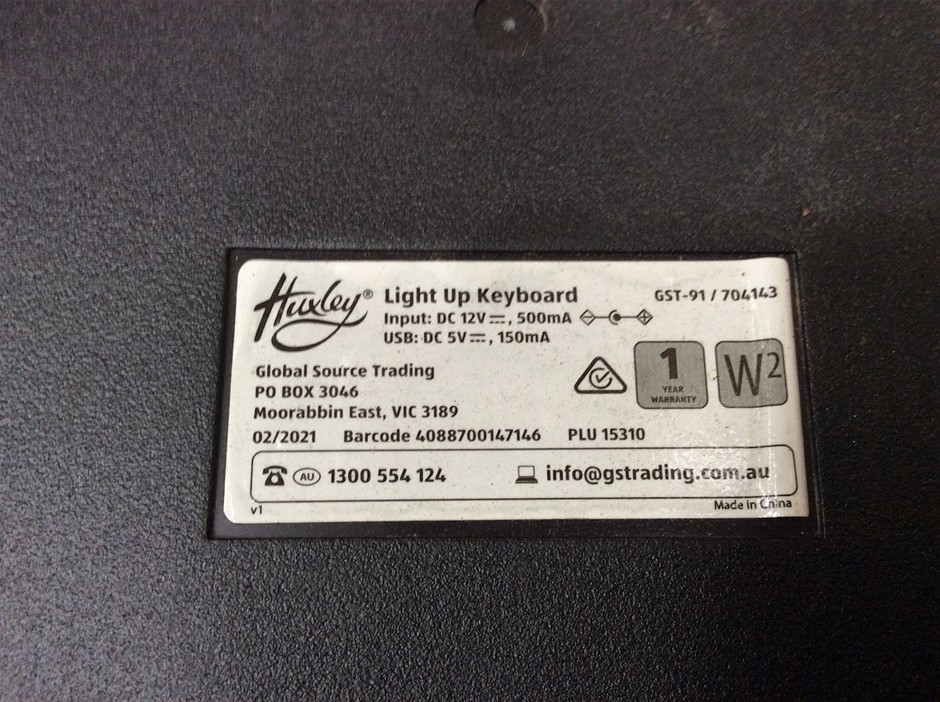 Huxley® Light Up Keyboard GST-91 / 704143
Input: DC 12V ⎓, 500mA
USB: DC 5V ⎓, 150mA
Global Source Trading
PO BOX 3046
Moorabbin East, VIC 3189
1
YEAR
WARRANTY
W²
02/2021 Barcode 4088700147146 PLU 15310
AU 1300 554 124 info@gstrading.com.au
v1 Made in China